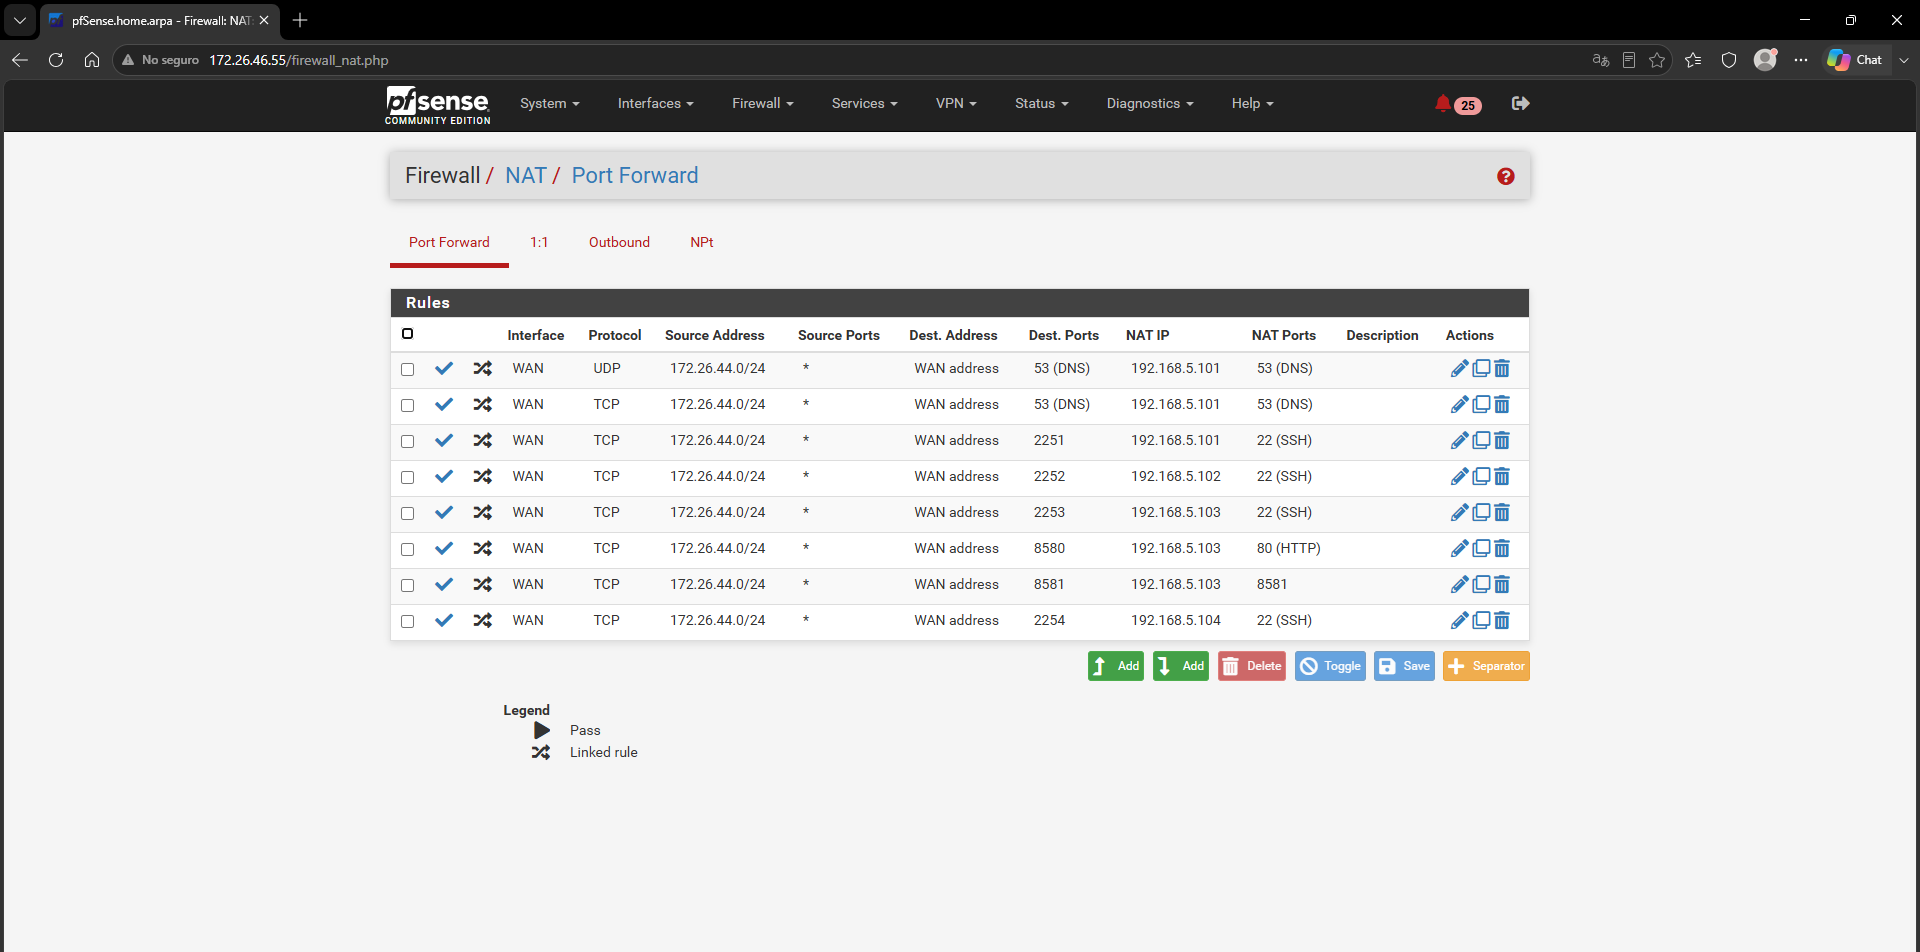 pfSense.home.arpa - Firewall: NAT:
No seguro 172.26.46.55/firewall_nat.php Chat
pfsense COMMUNITY EDITION System Interfaces Firewall Services VPN Status Diagnostics Help 25
Firewall / NAT / Port Forward
Port Forward 1:1 Outbound NPt
Rules
Interface Protocol Source Address Source Ports Dest. Address Dest. Ports NAT IP NAT Ports Description Actions
WAN UDP 172.26.44.0/24 * WAN address 53 (DNS) 192.168.5.101 53 (DNS)
WAN TCP 172.26.44.0/24 * WAN address 53 (DNS) 192.168.5.101 53 (DNS)
WAN TCP 172.26.44.0/24 * WAN address 2251 192.168.5.101 22 (SSH)
WAN TCP 172.26.44.0/24 * WAN address 2252 192.168.5.102 22 (SSH)
WAN TCP 172.26.44.0/24 * WAN address 2253 192.168.5.103 22 (SSH)
WAN TCP 172.26.44.0/24 * WAN address 8580 192.168.5.103 80 (HTTP)
WAN TCP 172.26.44.0/24 * WAN address 8581 192.168.5.103 8581
WAN TCP 172.26.44.0/24 * WAN address 2254 192.168.5.104 22 (SSH)
Add Add Delete Toggle Save Separator
Legend
Pass
Linked rule